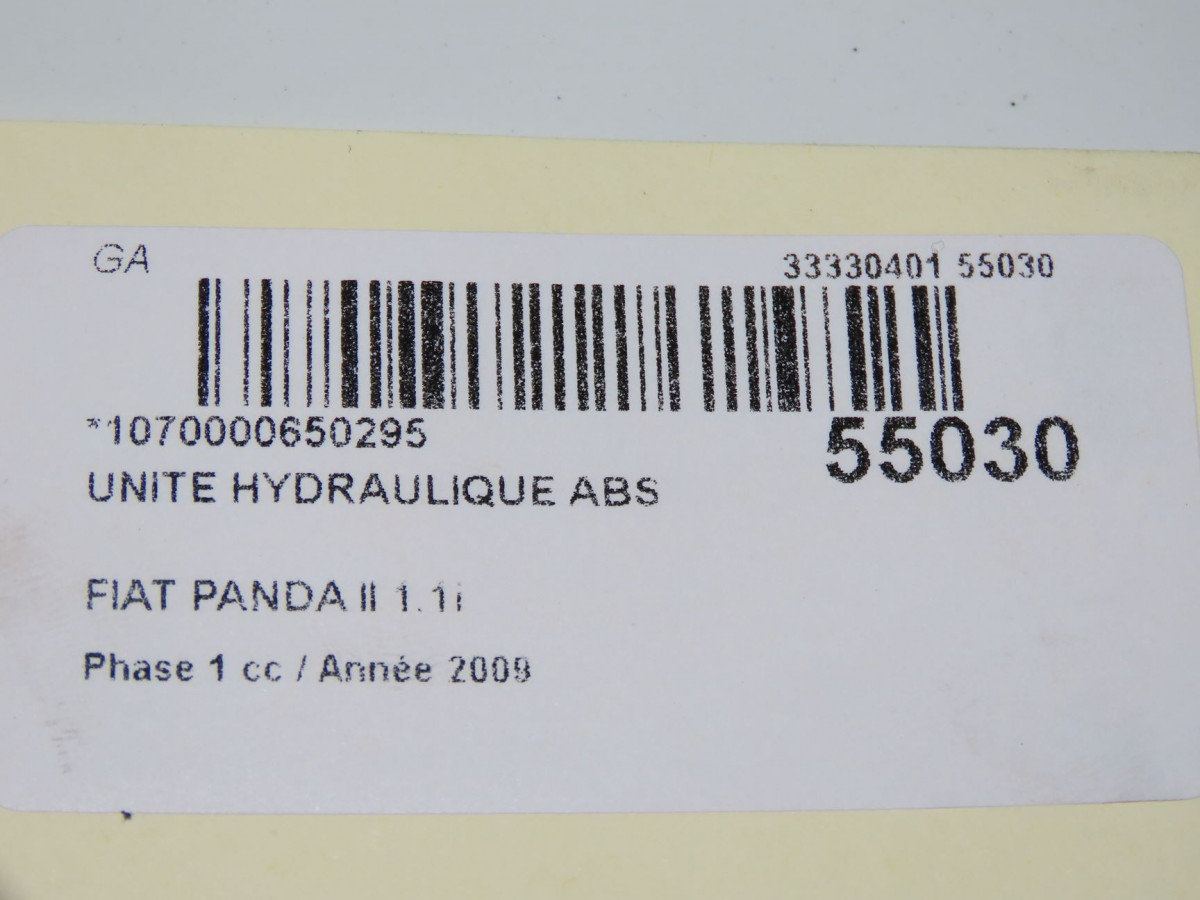 GA 33330401 55030
*1070000650295 55030
UNITE HYDRAULIQUE ABS
FIAT PANDA II 1.1i
Phase 1 cc / Année 2009